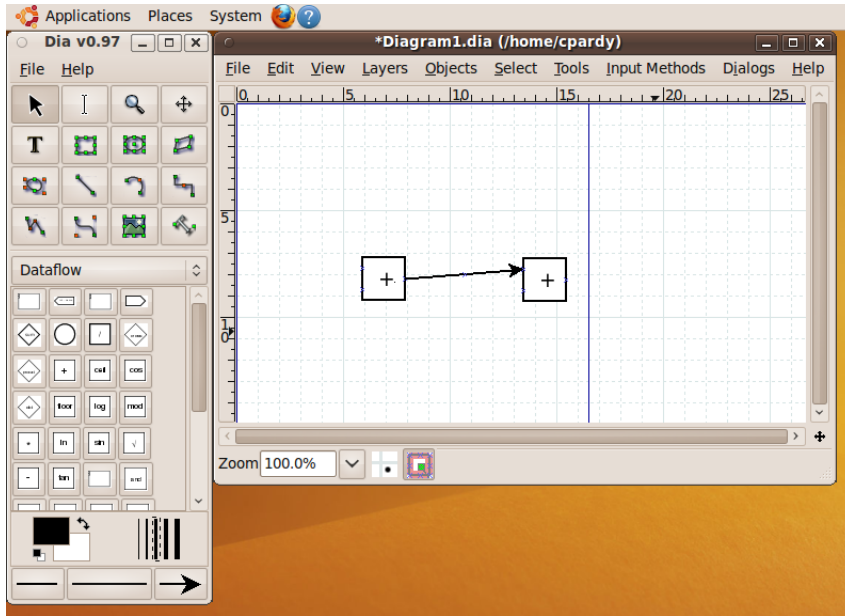 Applications Places System
Dia v0.97
File Help
T
Dataflow
+ ceil cos
floor log mod
ln sin √
- tan and
*Diagram1.dia (/home/cpardy)
File Edit View Layers Objects Select Tools Input Methods Dialogs Help
0 5 10 15 20 25
0
5
10
+ +
Zoom 100.0%